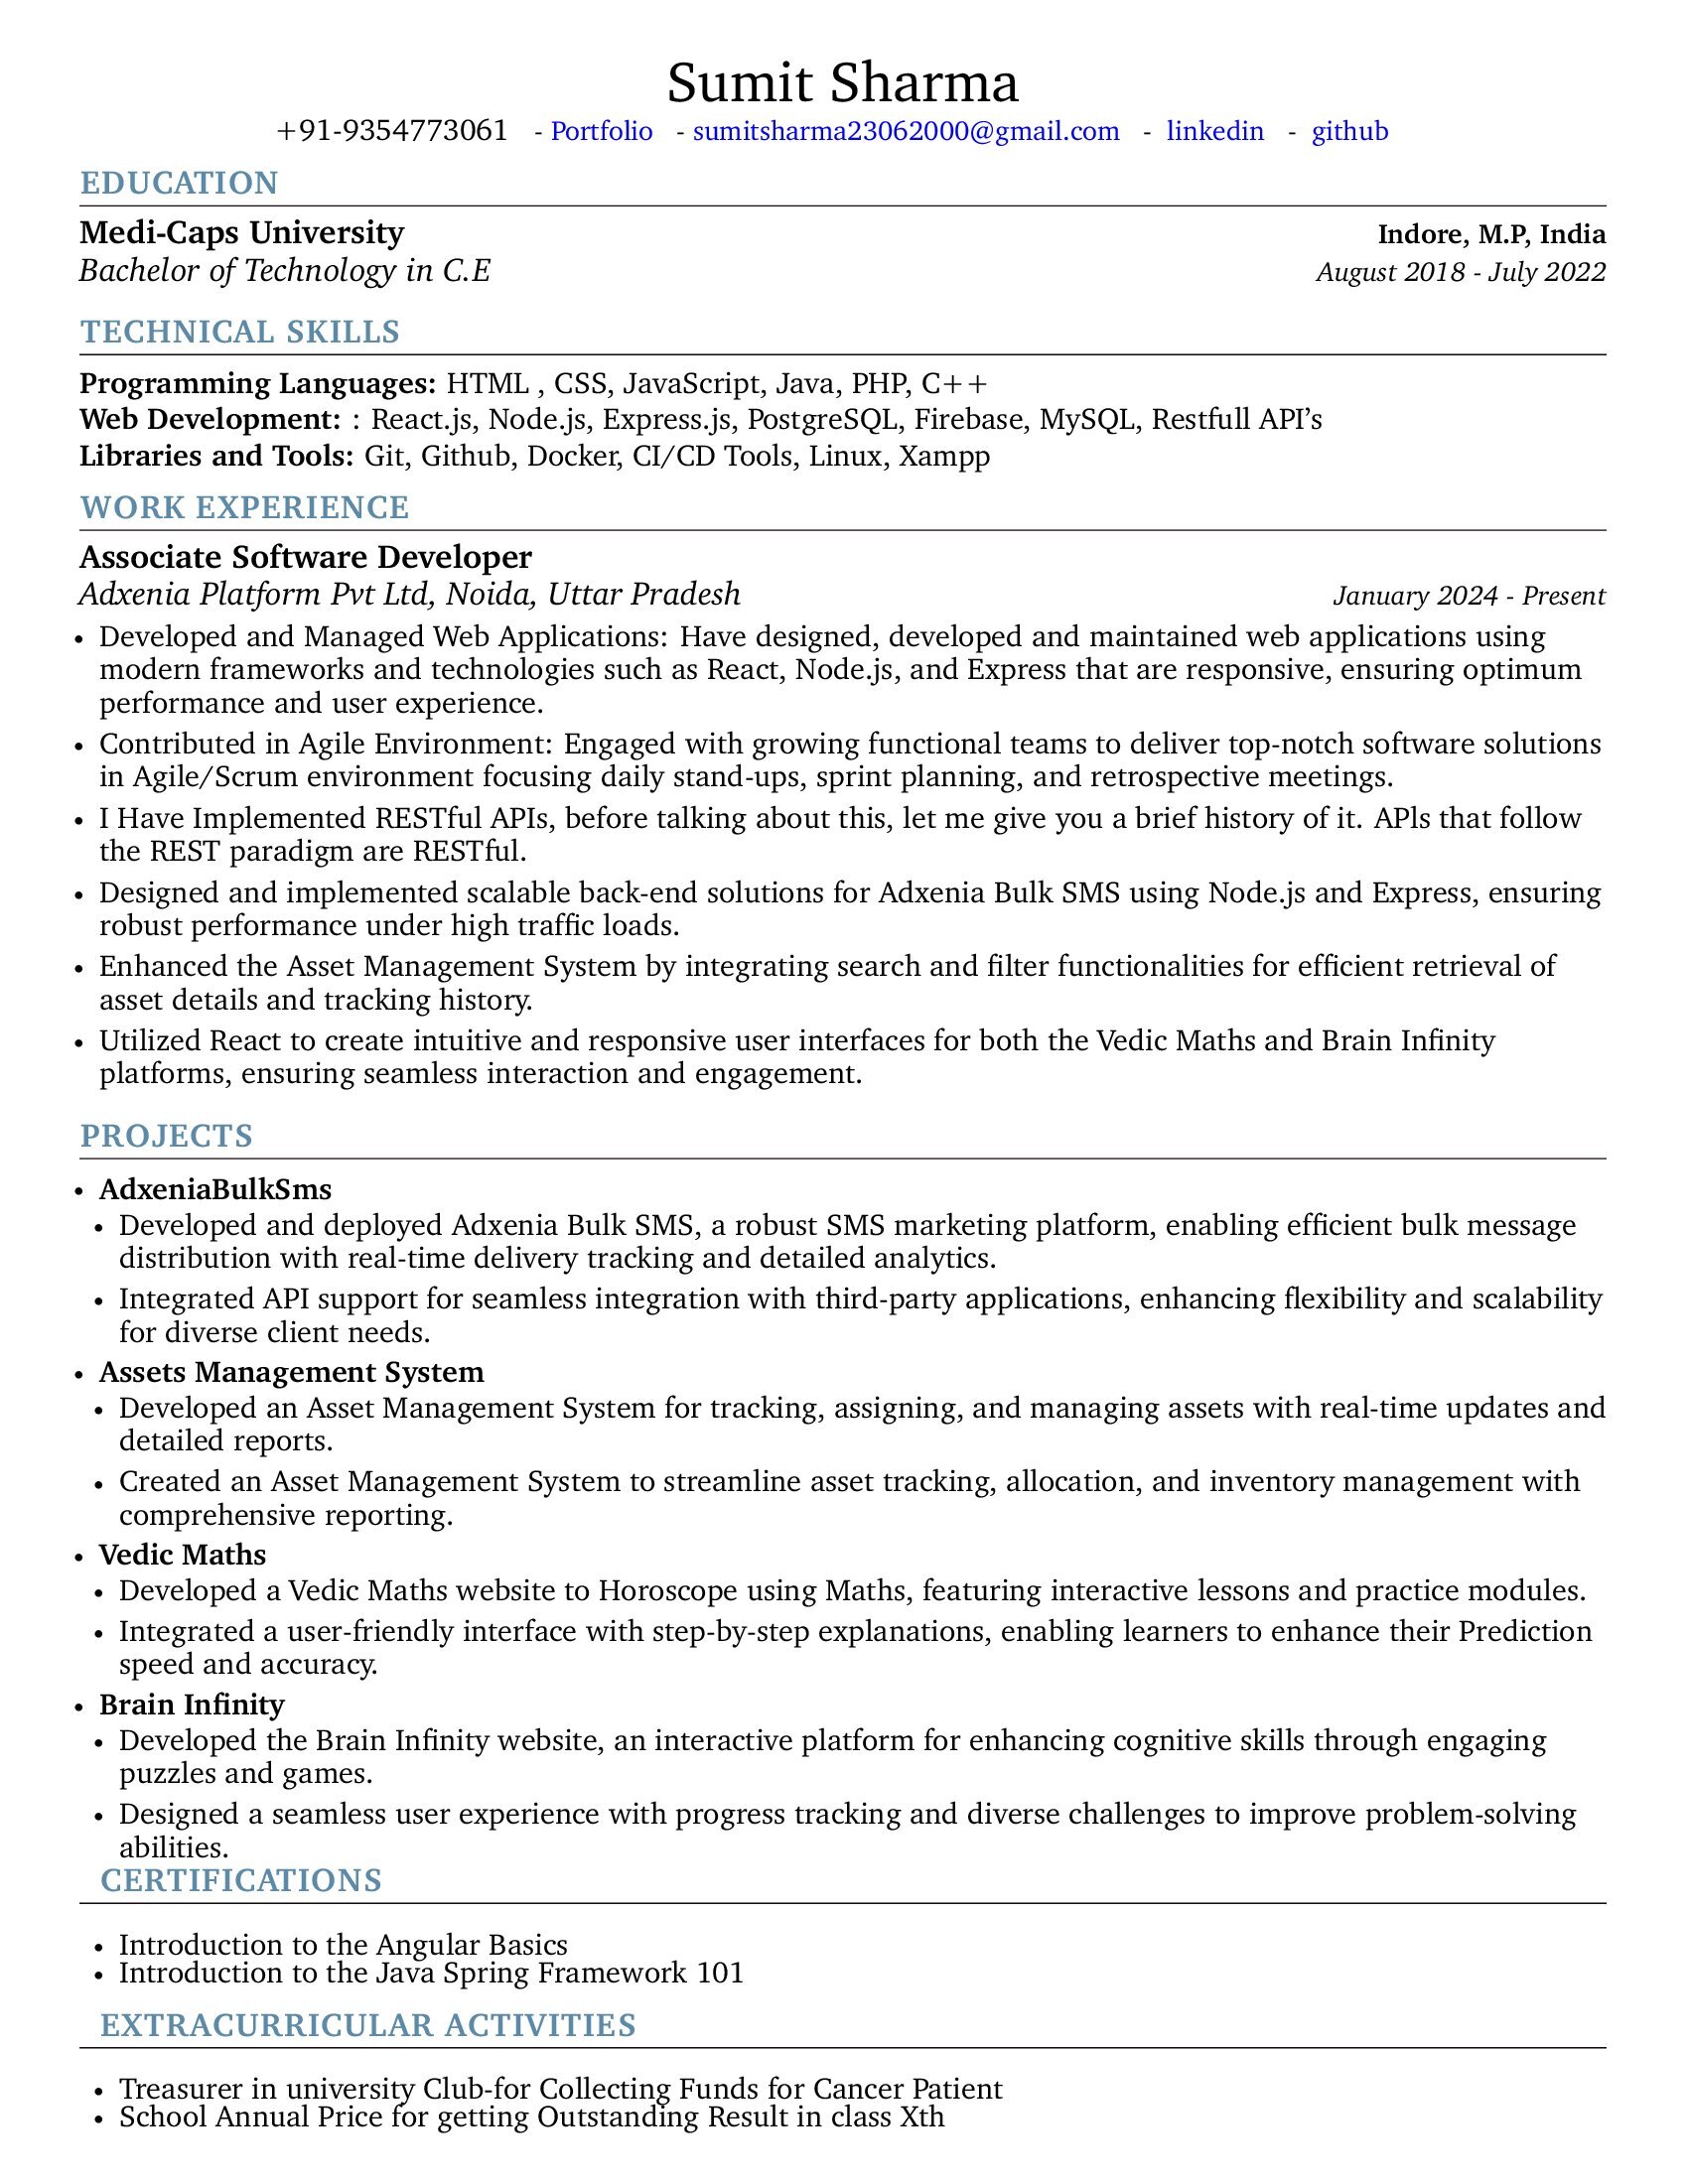 Sumit Sharma
+91-9354773061 - Portfolio - sumitsharma23062000@gmail.com - linkedin - github
EDUCATION
Medi-Caps University Indore, M.P, India
Bachelor of Technology in C.E August 2018 - July 2022
TECHNICAL SKILLS
Programming Languages: HTML , CSS, JavaScript, Java, PHP, C++
Web Development: : React.js, Node.js, Express.js, PostgreSQL, Firebase, MySQL, Restfull API’s
Libraries and Tools: Git, Github, Docker, CI/CD Tools, Linux, Xampp
WORK EXPERIENCE
Associate Software Developer
Adxenia Platform Pvt Ltd, Noida, Uttar Pradesh January 2024 - Present
• Developed and Managed Web Applications: Have designed, developed and maintained web applications using
modern frameworks and technologies such as React, Node.js, and Express that are responsive, ensuring optimum
performance and user experience.
• Contributed in Agile Environment: Engaged with growing functional teams to deliver top-notch software solutions
in Agile/Scrum environment focusing daily stand-ups, sprint planning, and retrospective meetings.
• I Have Implemented RESTful APIs, before talking about this, let me give you a brief history of it. APls that follow
the REST paradigm are RESTful.
• Designed and implemented scalable back-end solutions for Adxenia Bulk SMS using Node.js and Express, ensuring
robust performance under high traffic loads.
• Enhanced the Asset Management System by integrating search and filter functionalities for efficient retrieval of
asset details and tracking history.
• Utilized React to create intuitive and responsive user interfaces for both the Vedic Maths and Brain Infinity
platforms, ensuring seamless interaction and engagement.
PROJECTS
• AdxeniaBulkSms
• Developed and deployed Adxenia Bulk SMS, a robust SMS marketing platform, enabling efficient bulk message
distribution with real-time delivery tracking and detailed analytics.
• Integrated API support for seamless integration with third-party applications, enhancing flexibility and scalability
for diverse client needs.
• Assets Management System
• Developed an Asset Management System for tracking, assigning, and managing assets with real-time updates and
detailed reports.
• Created an Asset Management System to streamline asset tracking, allocation, and inventory management with
comprehensive reporting.
• Vedic Maths
• Developed a Vedic Maths website to Horoscope using Maths, featuring interactive lessons and practice modules.
• Integrated a user-friendly interface with step-by-step explanations, enabling learners to enhance their Prediction
speed and accuracy.
• Brain Infinity
• Developed the Brain Infinity website, an interactive platform for enhancing cognitive skills through engaging
puzzles and games.
• Designed a seamless user experience with progress tracking and diverse challenges to improve problem-solving
abilities.
CERTIFICATIONS
• Introduction to the Angular Basics
• Introduction to the Java Spring Framework 101
EXTRACURRICULAR ACTIVITIES
• Treasurer in university Club-for Collecting Funds for Cancer Patient
• School Annual Price for getting Outstanding Result in class Xth